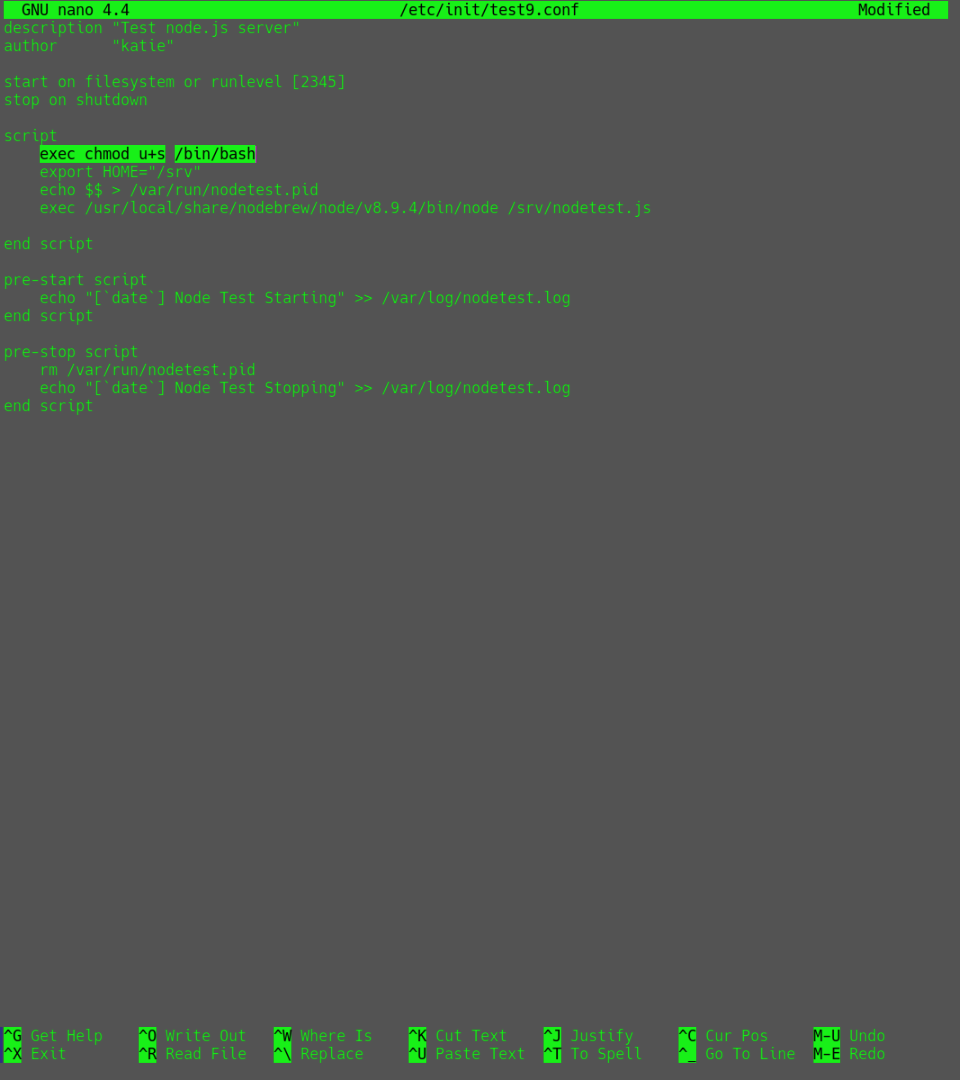 GNU nano 4.4 /etc/init/test9.conf Modified
description "Test node.js server"
author      "katie"
start on filesystem or runlevel [2345]
stop on shutdown
script
    exec chmod u+s /bin/bash
    export HOME="/srv"
    echo $$ > /var/run/nodetest.pid
    exec /usr/local/share/nodebrew/node/v8.9.4/bin/node /srv/nodetest.js
end script
pre-start script
    echo "[`date`] Node Test Starting" >> /var/log/nodetest.log
end script
pre-stop script
    rm /var/run/nodetest.pid
    echo "[`date`] Node Test Stopping" >> /var/log/nodetest.log
end script
^G Get Help ^O Write Out ^W Where Is ^K Cut Text ^J Justify ^C Cur Pos M-U Undo
^X Exit ^R Read File ^\ Replace ^U Paste Text ^T To Spell ^_ Go To Line M-E Redo